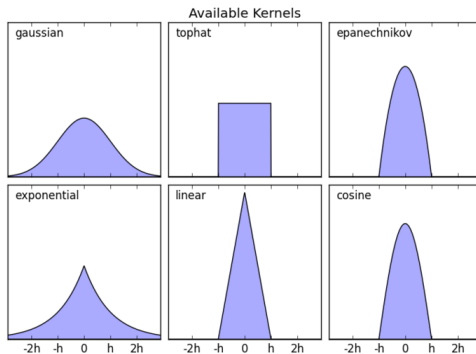 Available Kernels
gaussian
tophat
epanechnikov
exponential
linear
cosine
-2h -h 0 h 2h
-2h -h 0 h 2h
-2h -h 0 h 2h